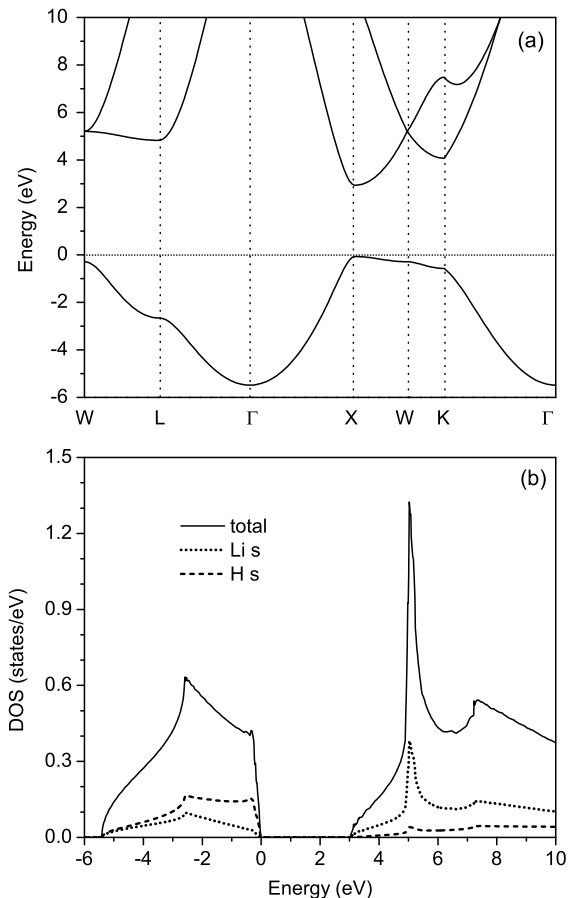 (a)
10
8
6
4
2
0
-2
-4
-6
Energy (eV)
W L Γ X W K Γ
(b)
1.5
1.2
0.9
0.6
0.3
0.0
DOS (states/eV)
total
Li s
H s
-6 -4 -2 0 2 4 6 8 10
Energy (eV)